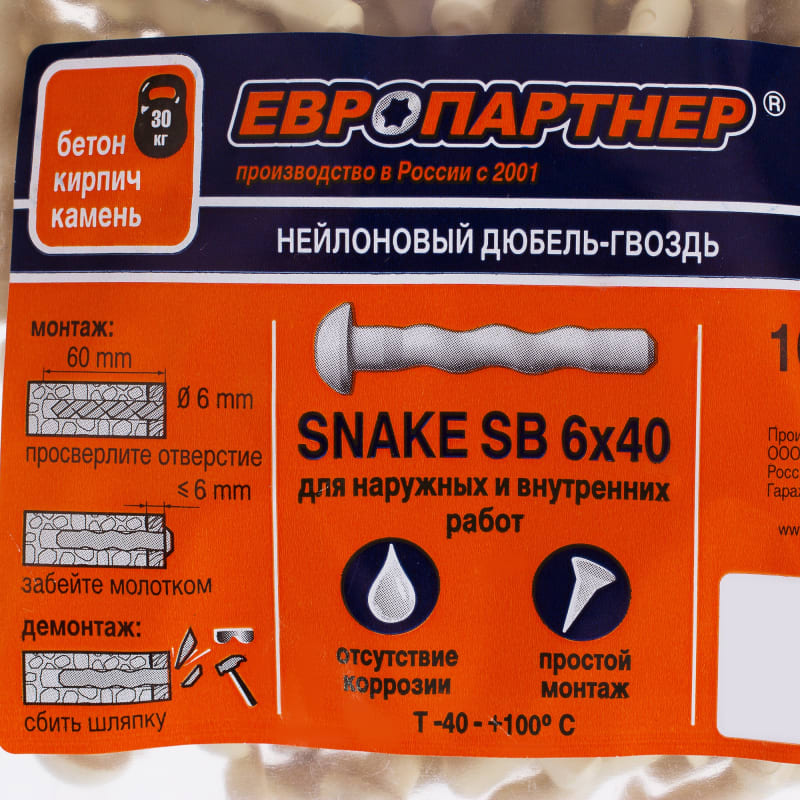 30
кг
бетон
кирпич
камень
ЕВРОПАРТНЕР®
производство в России с 2001
НЕЙЛОНОВЫЙ ДЮБЕЛЬ-ГВОЗДЬ
монтаж:
60 mm
Ø 6 mm
просверлите отверстие
≤ 6 mm
забейте молотком
демонтаж:
сбить шляпку
SNAKE SB 6x40
для наружных и внутренних
работ
отсутствие
коррозии
простой
монтаж
T -40 - +100º C
ООО